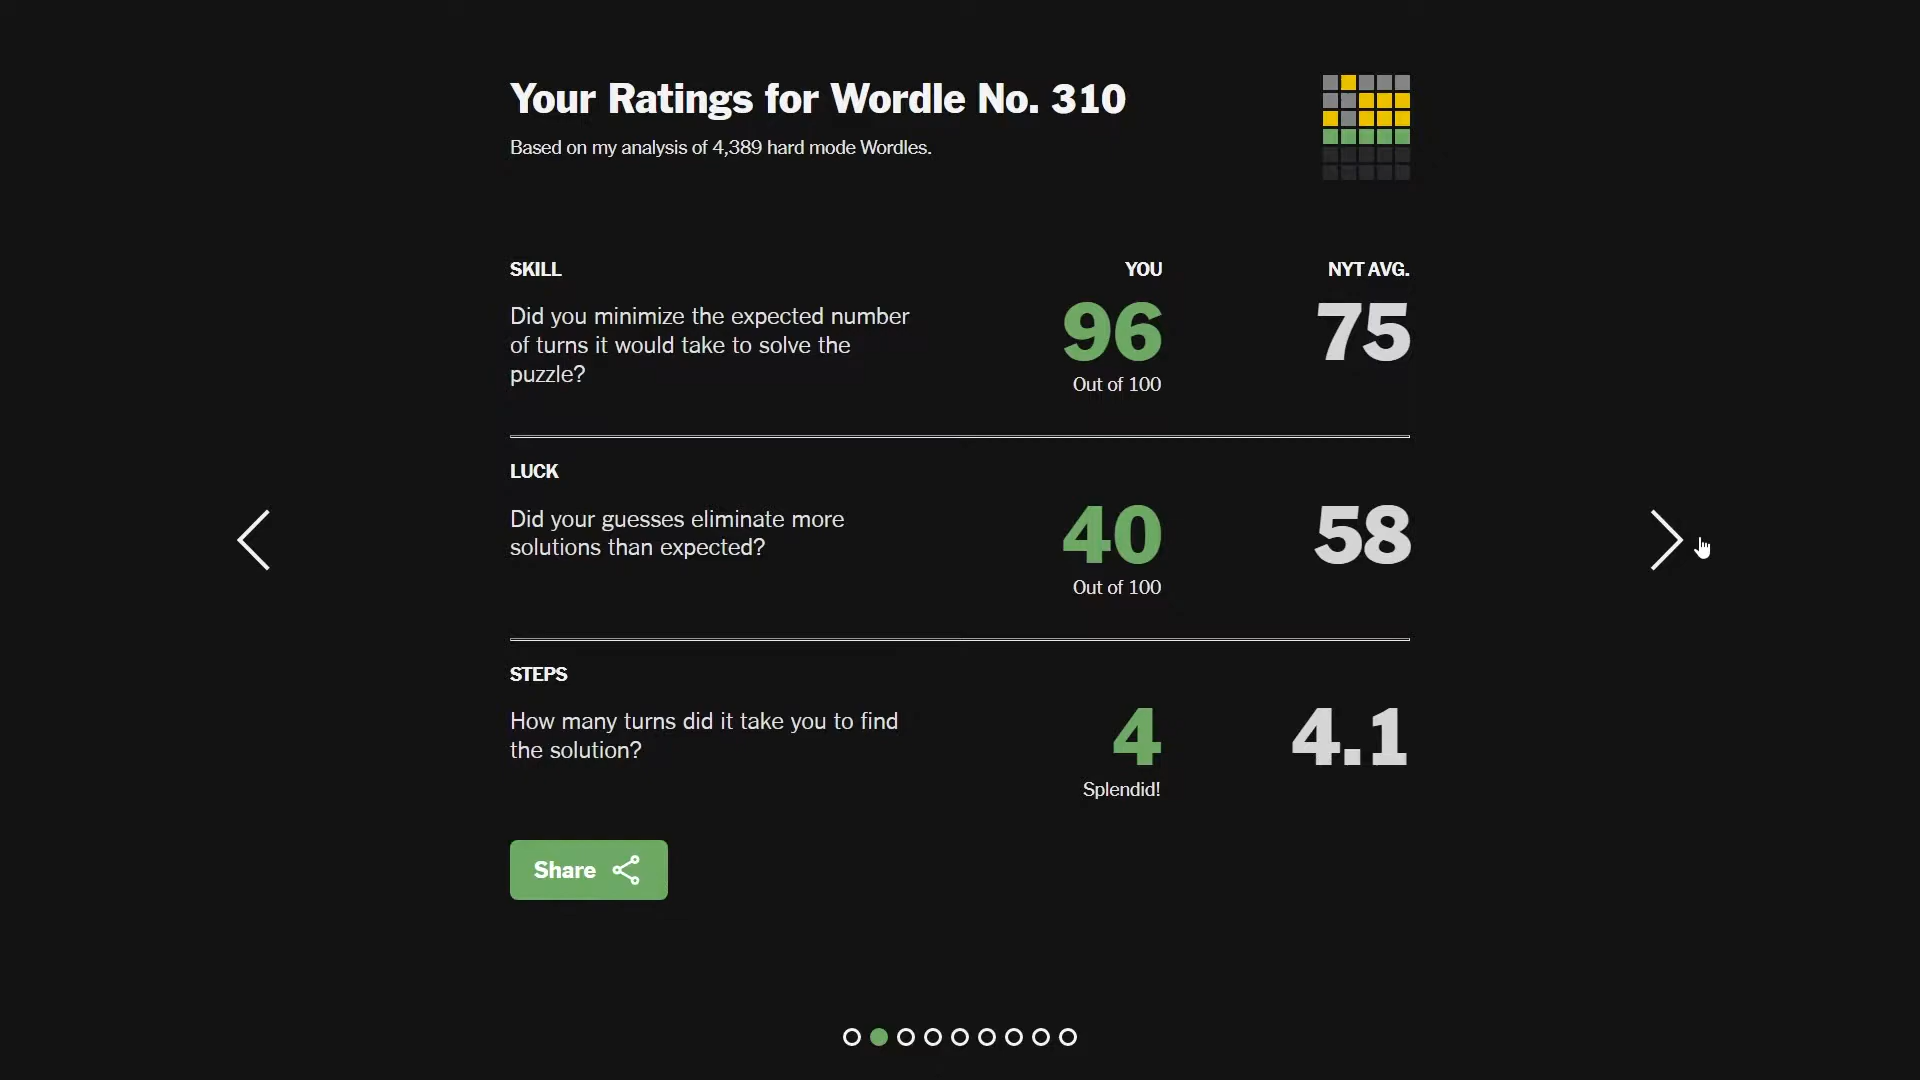 Your Ratings for Wordle No. 310
Based on my analysis of 4,389 hard mode Wordles.
SKILL YOU NYT AVG.
Did you minimize the expected number
of turns it would take to solve the
puzzle?
96 75
Out of 100
LUCK
Did your guesses eliminate more
solutions than expected?
40 58
Out of 100
STEPS
How many turns did it take you to find
the solution?
4 4.1
Splendid!
Share